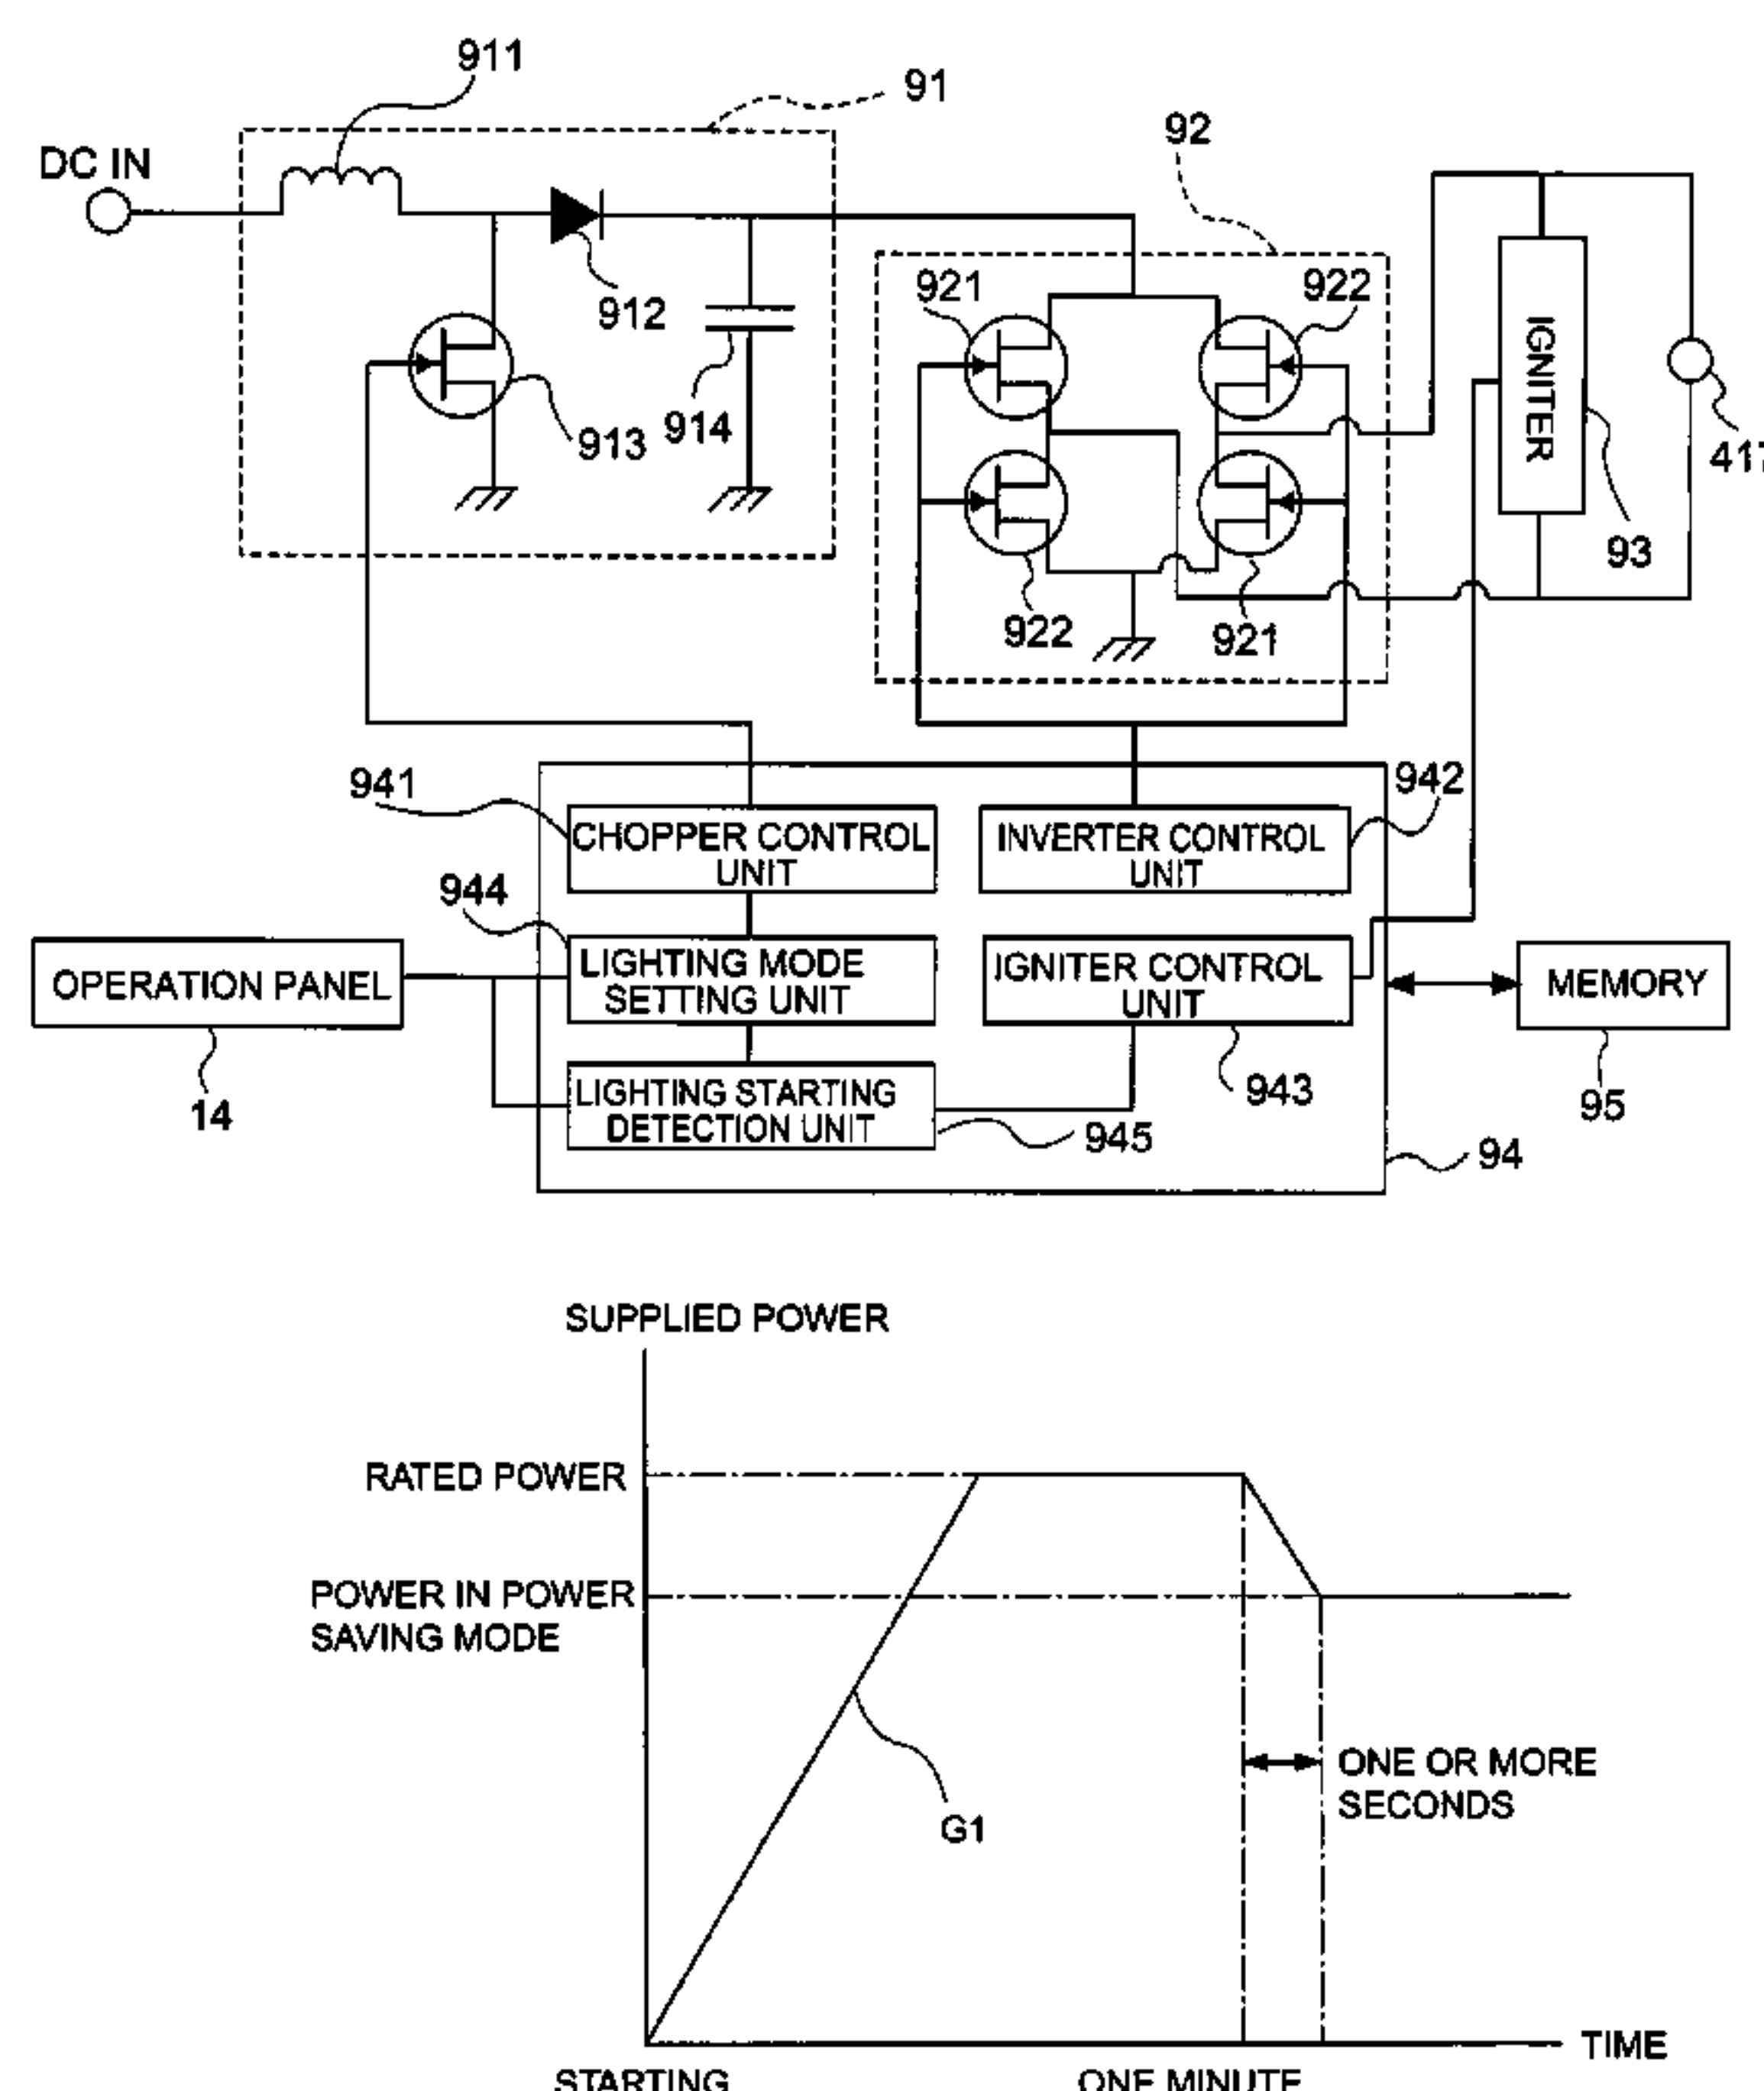 911
91
92
DC IN
921
922
912
IGNITER
914
913
417
93
922
921
941
942
CHOPPER CONTROL
UNIT
INVERTER CONTROL
UNIT
944
OPERATION PANEL
LIGHTING MODE
SETTING UNIT
IGNITER CONTROL
UNIT
MEMORY
14
LIGHTING STARTING
DETECTION UNIT
943
95
945
94
SUPPLIED POWER
RATED POWER
POWER IN POWER
SAVING MODE
ONE OR MORE
SECONDS
G1
TIME
STARTING
ONE MINUTE